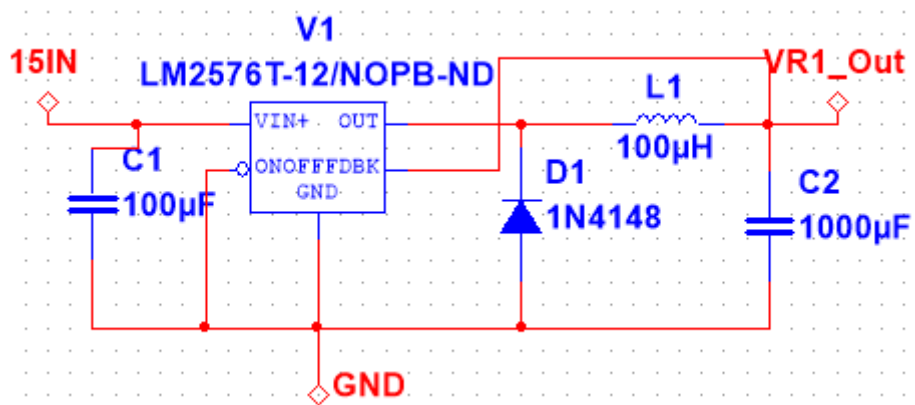 V1
15IN
LM2576T-12/NOPB-ND
VR1_Out
L1
VIN+ OUT
100µH
C1
ONOFFFDBK
D1
C2
GND
100µF
1N4148
1000µF
GND